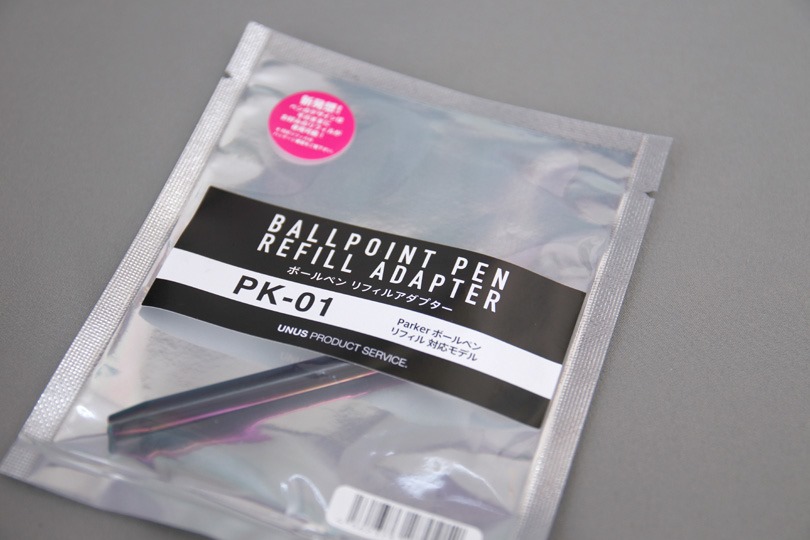 新発想!
BALLPOINT PEN
REFILL ADAPTER
ボールペン リフィルアダプター
PK-01
Parker ボールペン
リフィル 対応モデル
UNUS PRODUCT SERVICE.